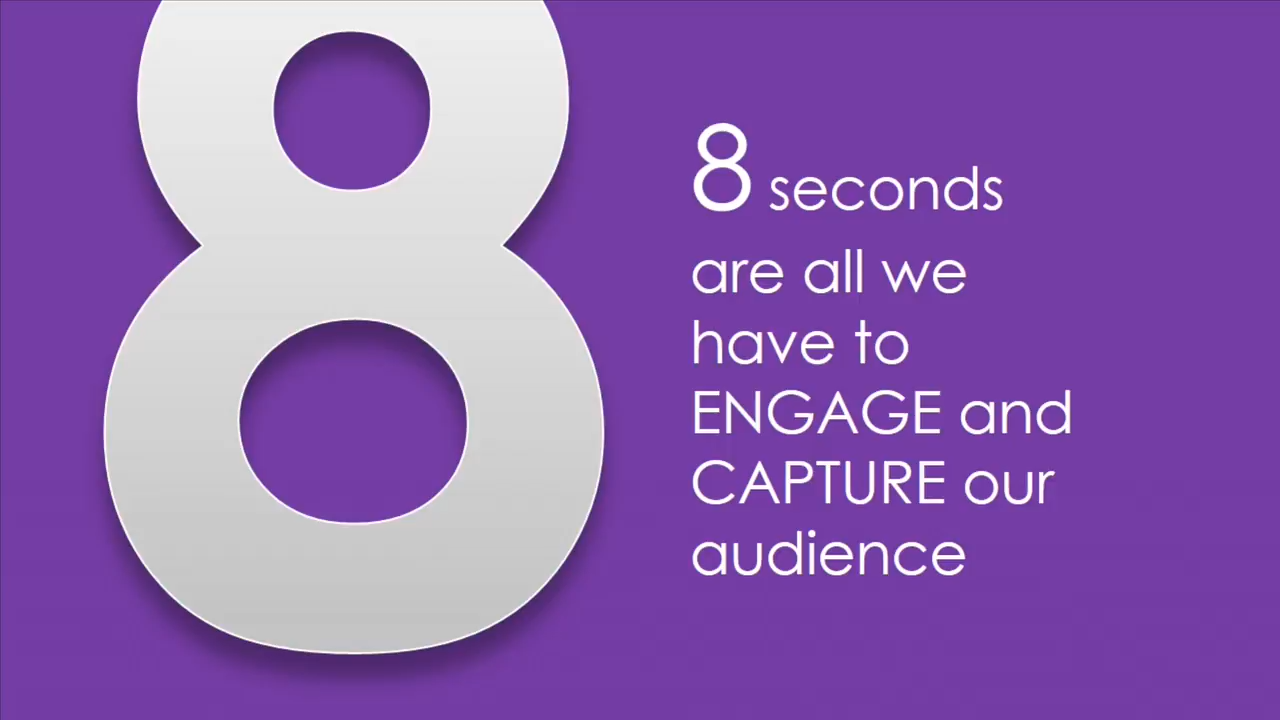 8
8 seconds
are all we
have to
ENGAGE and
CAPTURE our
audience